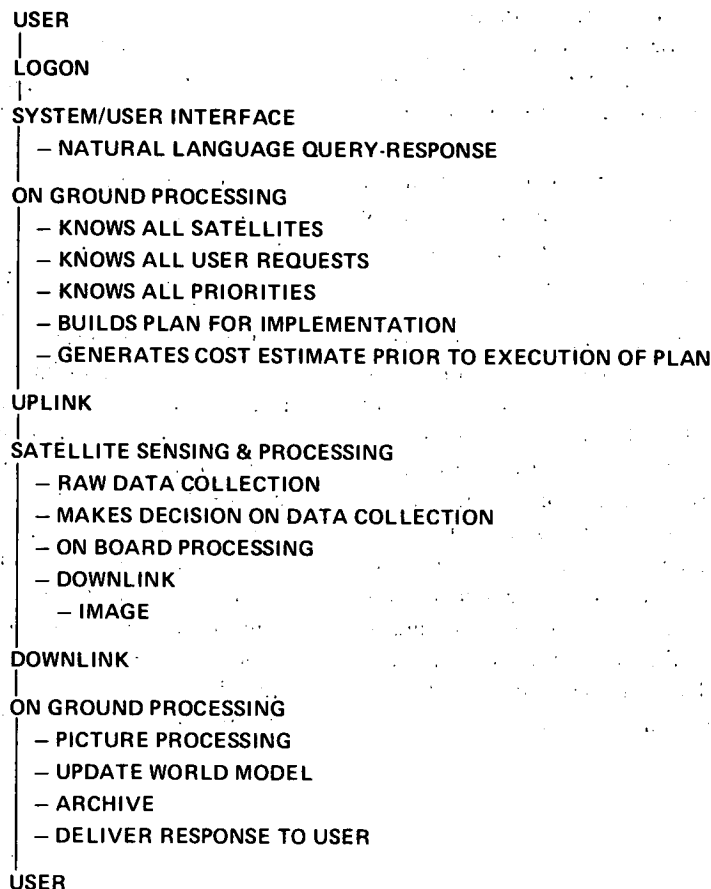 USER
LOGON
SYSTEM/USER INTERFACE
– NATURAL LANGUAGE QUERY-RESPONSE
ON GROUND PROCESSING
– KNOWS ALL SATELLITES
– KNOWS ALL USER REQUESTS
– KNOWS ALL PRIORITIES
– BUILDS PLAN FOR IMPLEMENTATION
– GENERATES COST ESTIMATE PRIOR TO EXECUTION OF PLAN
UPLINK
SATELLITE SENSING & PROCESSING
– RAW DATA COLLECTION
– MAKES DECISION ON DATA COLLECTION
– ON BOARD PROCESSING
– DOWNLINK
– IMAGE
DOWNLINK
ON GROUND PROCESSING
– PICTURE PROCESSING
– UPDATE WORLD MODEL
– ARCHIVE
– DELIVER RESPONSE TO USER
USER